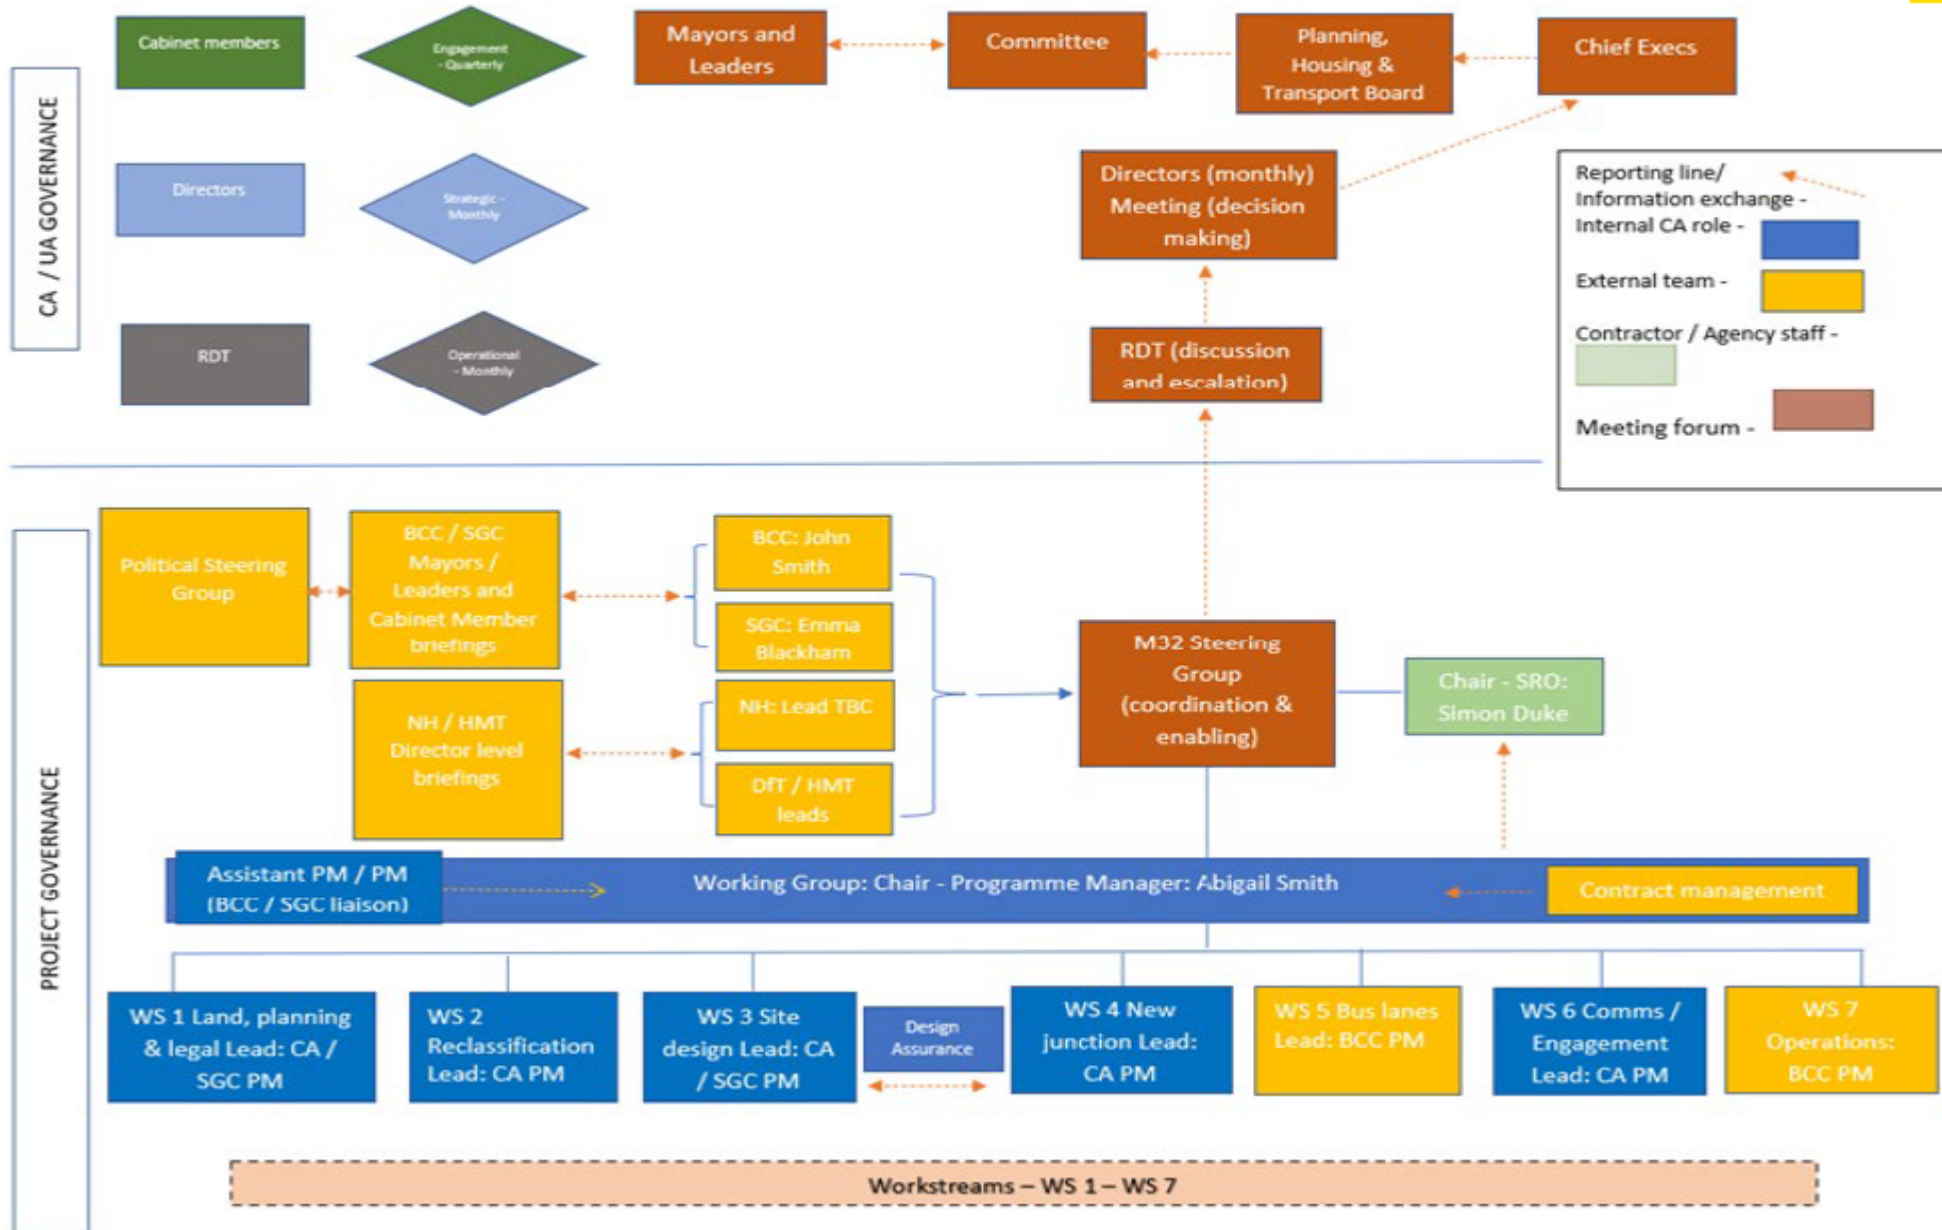 CA / UA GOVERNANCE
Cabinet members
Engagement
- Quarterly
Mayors and
Leaders
Committee
Planning,
Housing &
Transport Board
Chief Execs
Directors
Strategic -
Monthly
Directors (monthly)
Meeting (decision
making)
RDT
Operational
- Monthly
RDT (discussion
and escalation)
Reporting line/
Information exchange -
Internal CA role -
External team -
Contractor / Agency staff -
Meeting forum -
PROJECT GOVERNANCE
Political Steering
Group
BCC / SGC
Mayors /
Leaders and
Cabinet Member
briefings
NH / HMT
Director level
briefings
BCC: John
Smith
SGC: Emma
Blackham
NH: Lead TBC
DfT / HMT
leads
M32 Steering
Group
(coordination &
enabling)
Chair - SRO:
Simon Duke
Assistant PM / PM
(BCC / SGC liaison)
Working Group: Chair - Programme Manager: Abigail Smith
Contract management
WS 1 Land, planning
& legal Lead: CA /
SGC PM
WS 2
Reclassification
Lead: CA PM
WS 3 Site
design Lead: CA
/ SGC PM
Design
Assurance
WS 4 New
junction Lead:
CA PM
WS 5 Bus lanes
Lead: BCC PM
WS 6 Comms /
Engagement
Lead: CA PM
WS 7
Operations:
BCC PM
Workstreams – WS 1 – WS 7